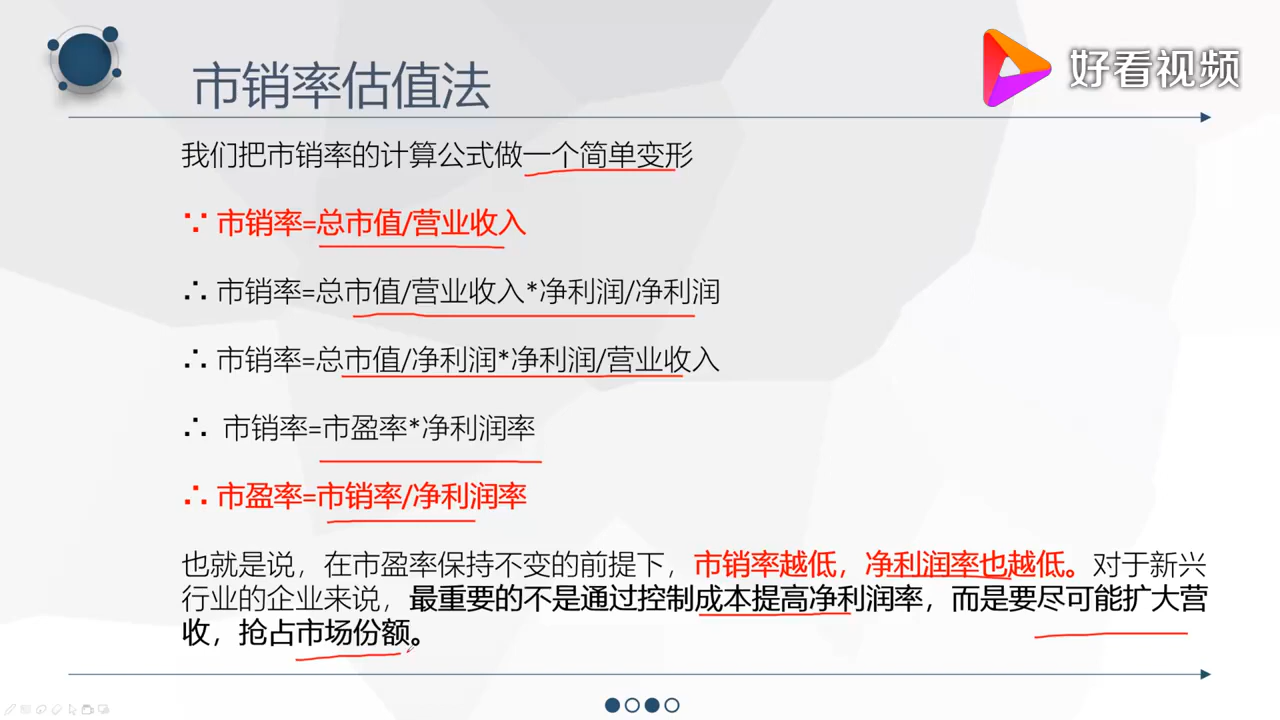 市销率估值法
好看视频
我们把市销率的计算公式做一个简单变形
∵ 市销率=总市值/营业收入
∴ 市销率=总市值/营业收入*净利润/净利润
∴ 市销率=总市值/净利润*净利润/营业收入
∴ 市销率=市盈率*净利润率
∴ 市盈率=市销率/净利润率
也就是说，在市盈率保持不变的前提下，市销率越低，净利润率也越低。对于新兴
行业的企业来说，最重要的不是通过控制成本提高净利润率，而是要尽可能扩大营
收，抢占市场份额。